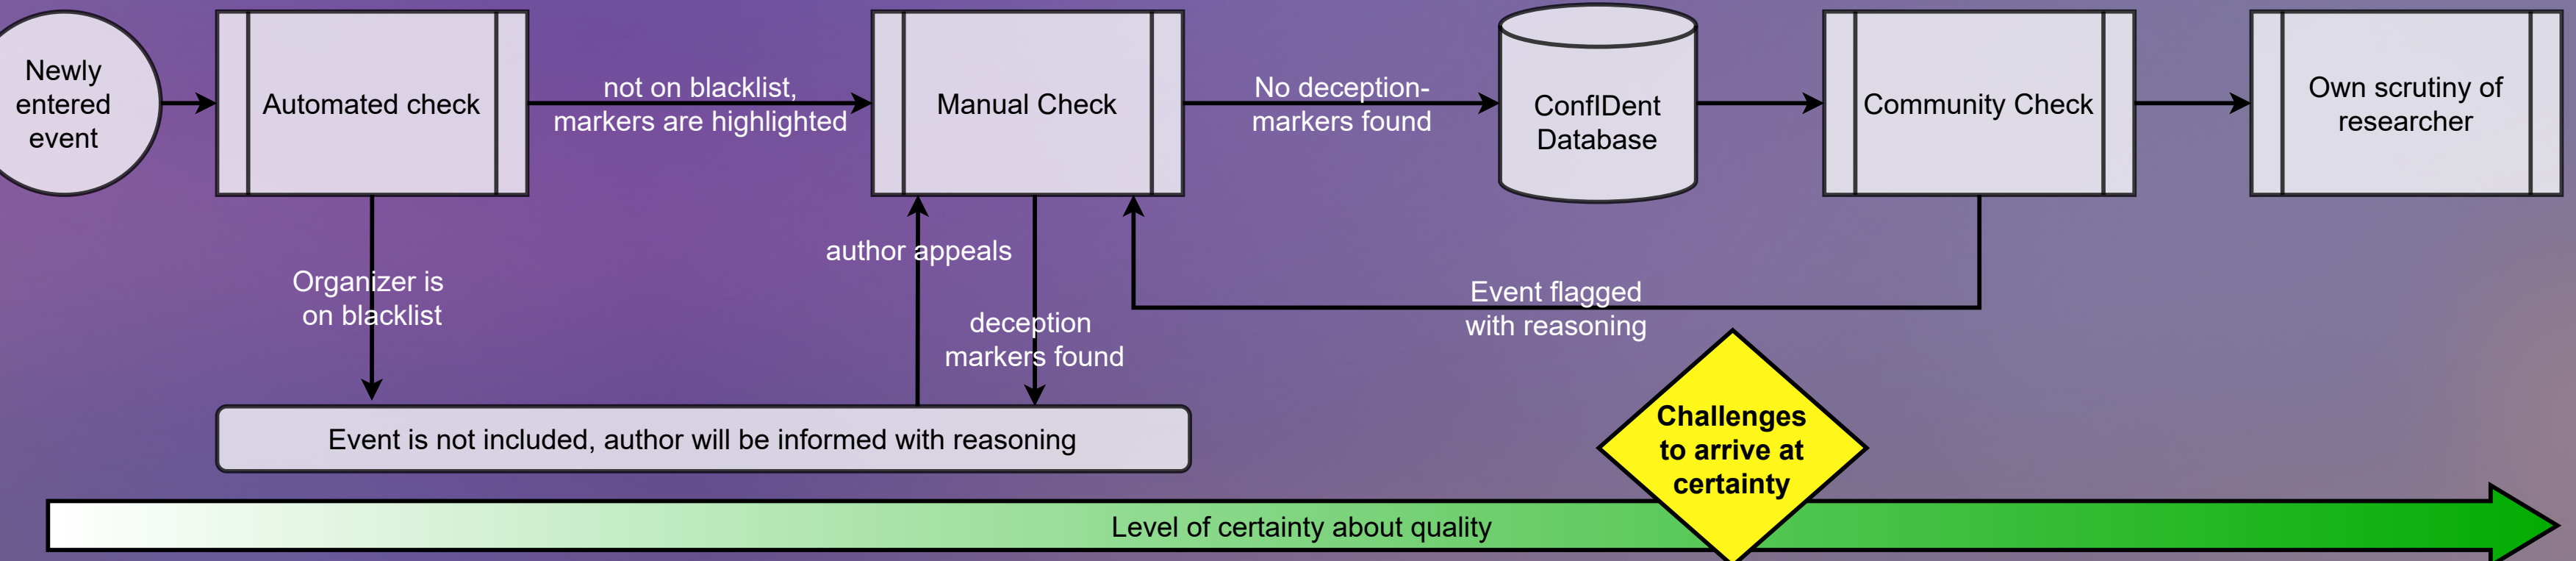 Newly
entered
event
Automated check
not on blacklist,
markers are highlighted
Manual Check
No deception-
markers found
ConfIDent
Database
Community Check
Own scrutiny of
researcher
Organizer is
on blacklist
author appeals
deception
markers found
Event flagged
with reasoning
Event is not included, author will be informed with reasoning
Challenges
to arrive at
certainty
Level of certainty about quality